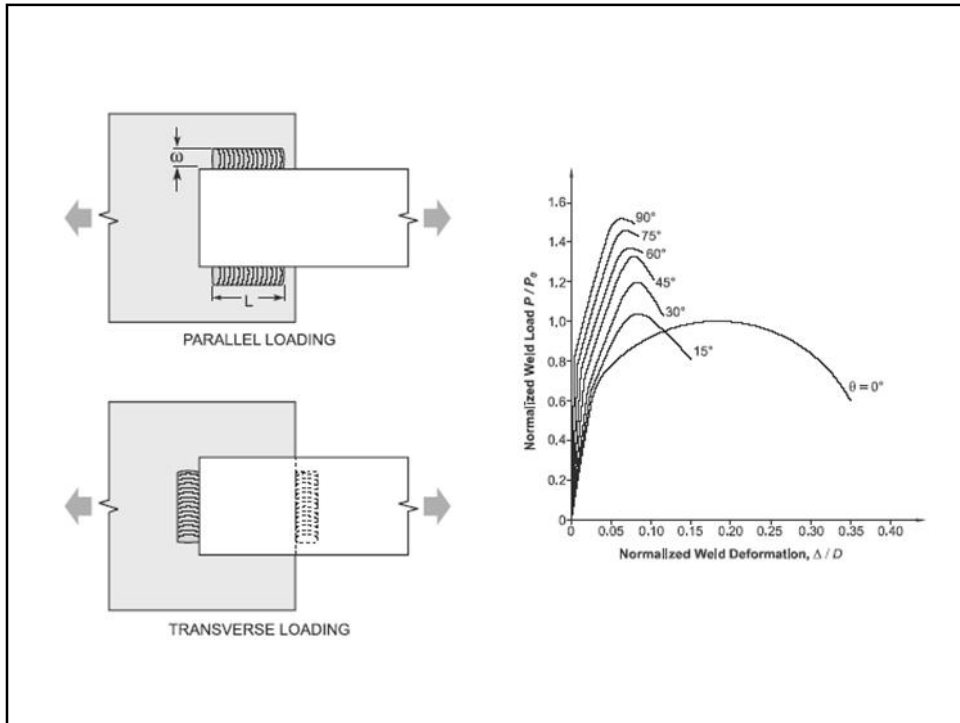 ω
L
PARALLEL LOADING
TRANSVERSE LOADING
Normalized Weld Load P / P₀
1.6
1.4
1.2
1.0
0.8
0.6
0.4
0.2
0
90°
75°
60°
45°
30°
15°
θ = 0°
0 0.05 0.10 0.15 0.20 0.25 0.30 0.35 0.40
Normalized Weld Deformation, Δ / D